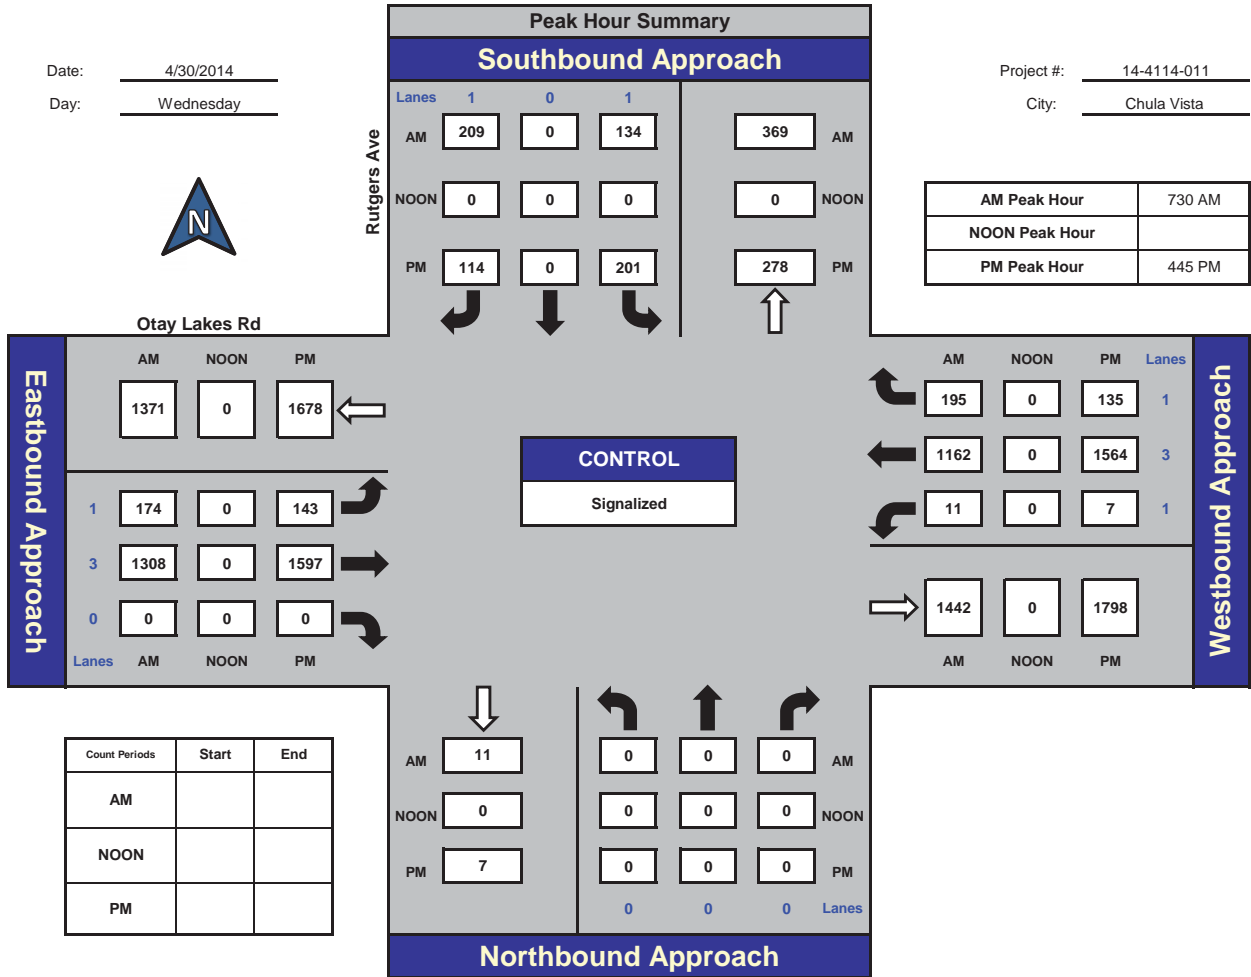 Peak Hour Summary
Southbound Approach
Date: 4/30/2014
Day: Wednesday
Project #: 14-4114-011
City: Chula Vista
N
Rutgers Ave
Lanes 1 0 1
AM 209 0 134 369 AM
NOON 0 0 0 0 NOON
PM 114 0 201 278 PM
AM Peak Hour 730 AM
NOON Peak Hour
PM Peak Hour 445 PM
Otay Lakes Rd
Eastbound Approach
AM NOON PM
1371 0 1678
1 174 0 143
3 1308 0 1597
0 0 0 0
Lanes AM NOON PM
CONTROL
Signalized
AM NOON PM Lanes
195 0 135 1
1162 0 1564 3
11 0 7 1
1442 0 1798
AM NOON PM
Westbound Approach
Count Periods Start End
AM
NOON
PM
AM 11 0 0 0 AM
NOON 0 0 0 0 NOON
PM 7 0 0 0 PM
0 0 0 Lanes
Northbound Approach